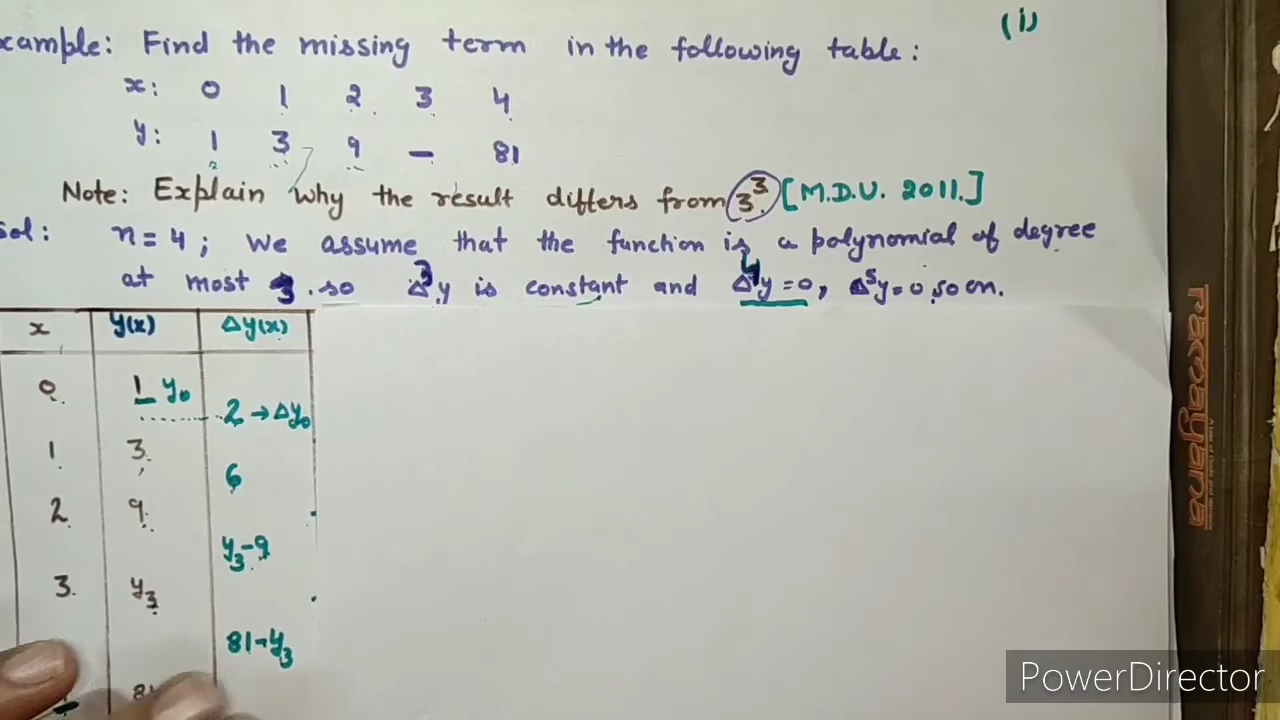 (i)
xample: Find the missing term in the following table:
x: 0 1 2 3 4
y: 1 3 9 — 81
Note: Explain why the result differs from 3³ [M.D.U. 2011.]
sol: n=4; we assume that the function is a polynomial of degree
at most 3. so Δ³y is constant and Δ⁴y=0, Δ⁵y=0 so on.
x y(x) Δy(x)
0 1 y₀
2→Δy₀
1 3
6
2 9
y₃-9
3 y₃
81-y₃
8
Ramayana
PowerDirector